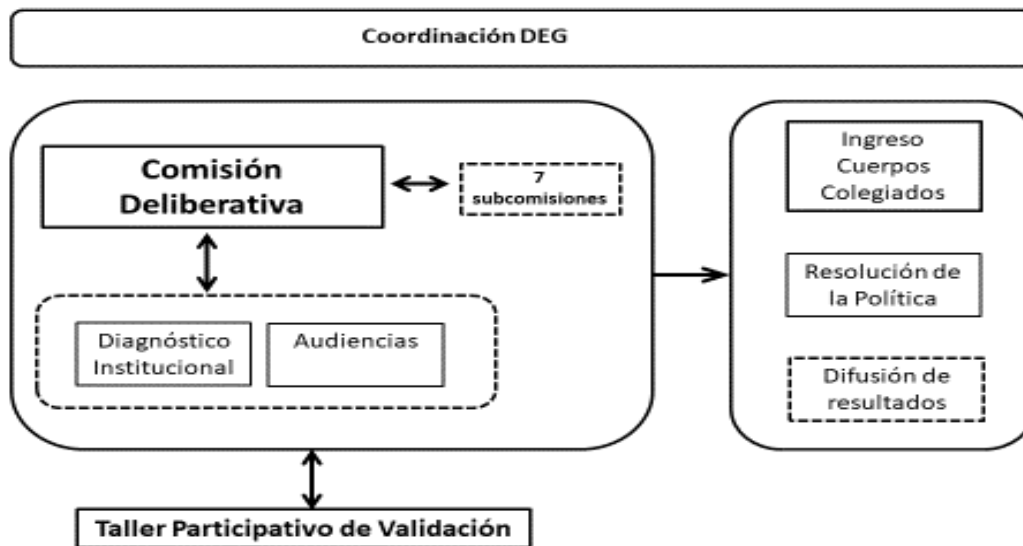 Coordinación DEG
Comisión
Deliberativa
7
subcomisiones
Diagnóstico
Institucional
Audiencias
Taller Participativo de Validación
Ingreso
Cuerpos
Colegiados
Resolución de
la Política
Difusión de
resultados